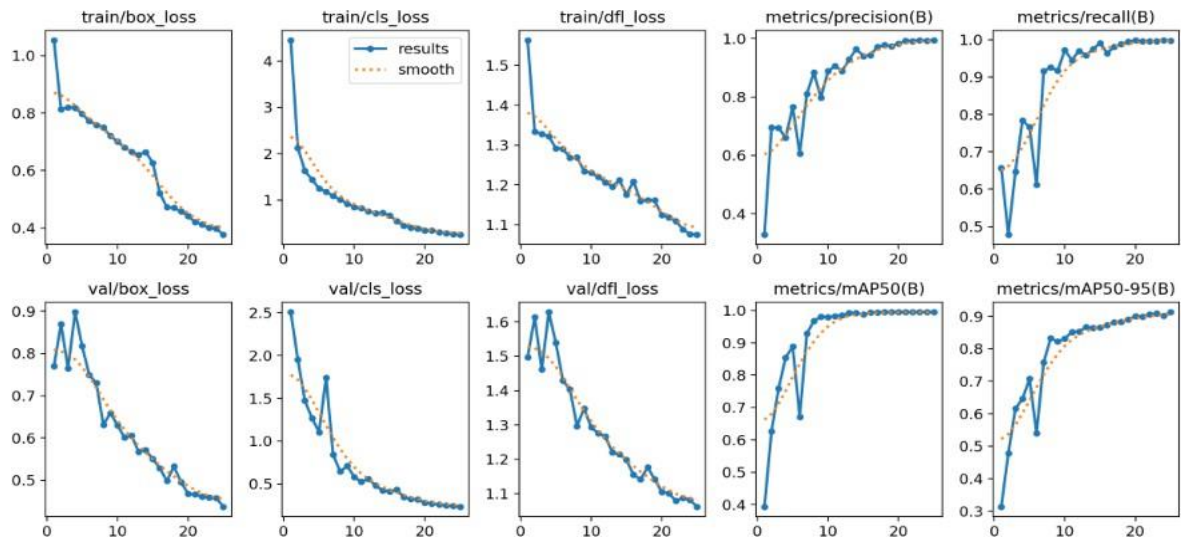 train/box_loss
train/cls_loss
train/dfl_loss
metrics/precision(B)
metrics/recall(B)
1.0
0.8
0.6
0.4
0 10 20
results
smooth
4
3
2
1
0 10 20
1.5
1.4
1.3
1.2
1.1
0 10 20
1.0
0.8
0.6
0.4
0 10 20
1.0
0.9
0.8
0.7
0.6
0.5
0 10 20
val/box_loss
val/cls_loss
val/dfl_loss
metrics/mAP50(B)
metrics/mAP50-95(B)
0.9
0.8
0.7
0.6
0.5
0 10 20
2.5
2.0
1.5
1.0
0.5
0 10 20
1.6
1.5
1.4
1.3
1.2
1.1
0 10 20
1.0
0.9
0.8
0.7
0.6
0.5
0.4
0 10 20
0.9
0.8
0.7
0.6
0.5
0.4
0.3
0 10 20